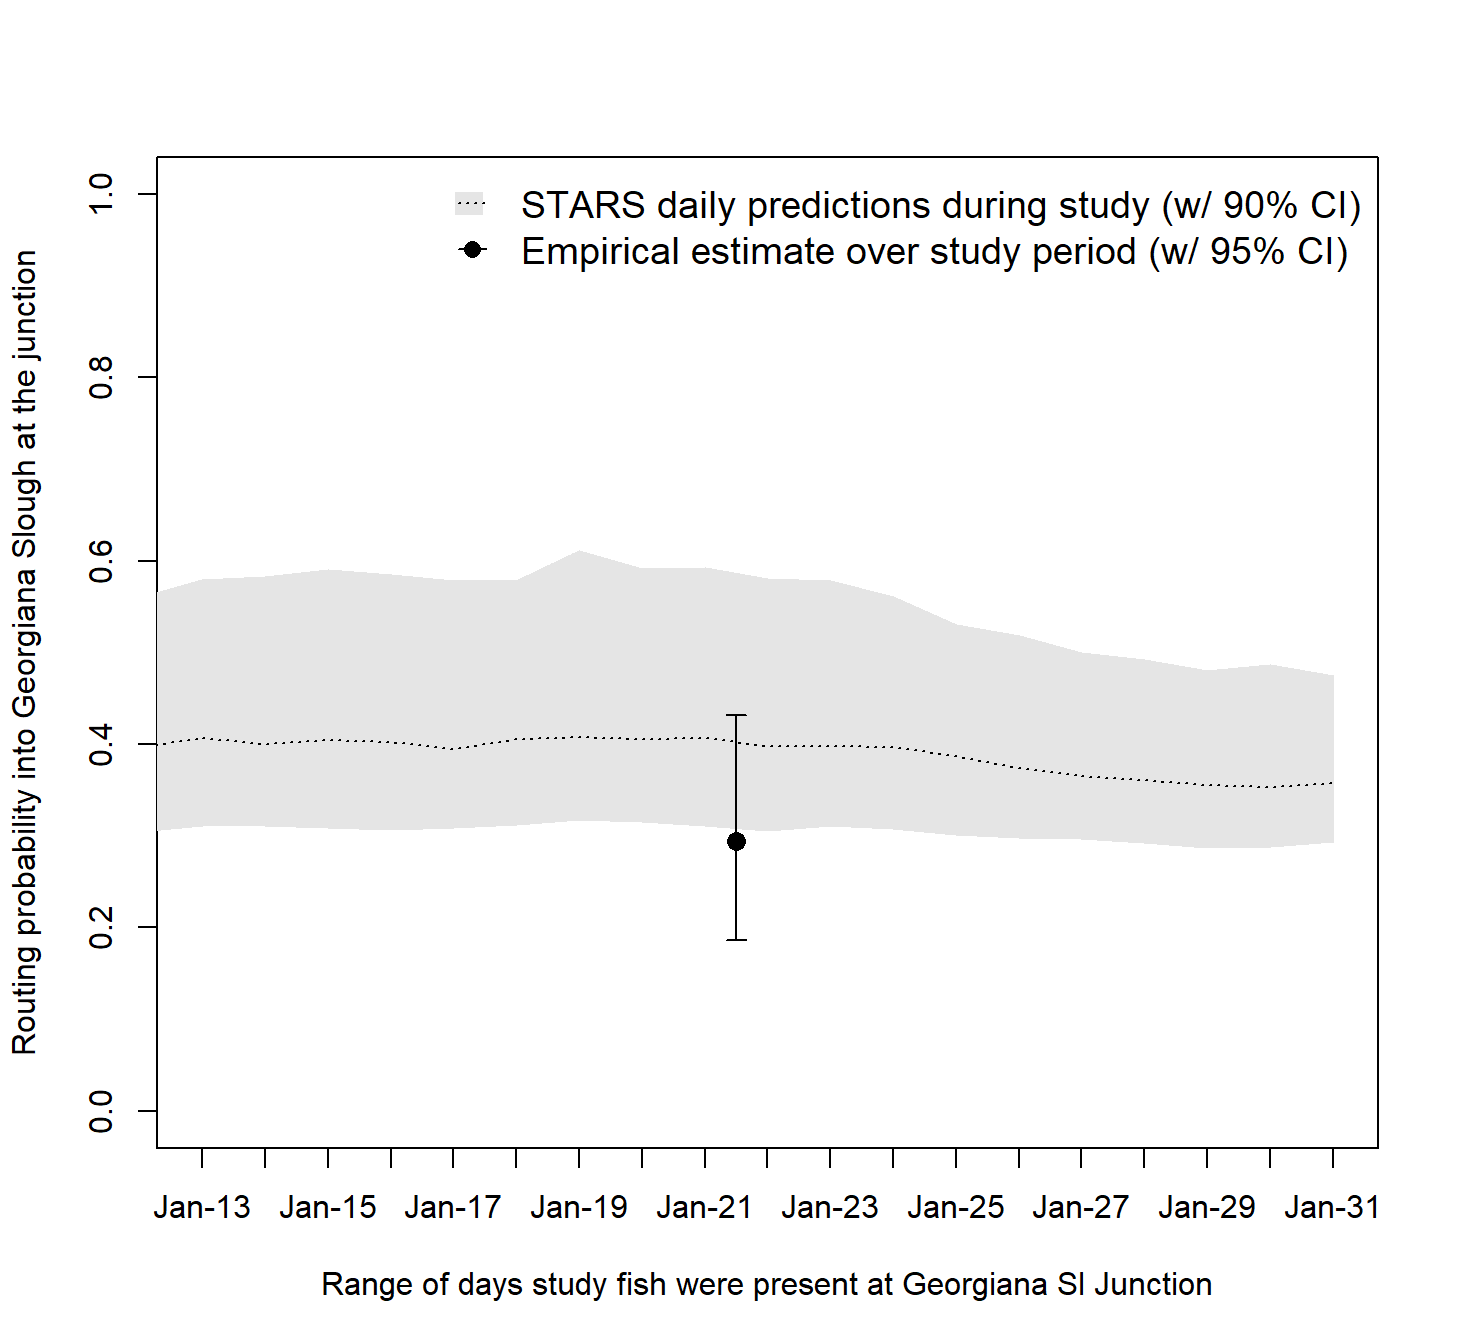 STARS daily predictions during study (w/ 90% CI)
Empirical estimate over study period (w/ 95% CI)
Routing probability into Georgiana Slough at the junction
1.0
0.8
0.6
0.4
0.2
0.0
Jan-13 Jan-15 Jan-17 Jan-19 Jan-21 Jan-23 Jan-25 Jan-27 Jan-29 Jan-31
Range of days study fish were present at Georgiana Sl Junction